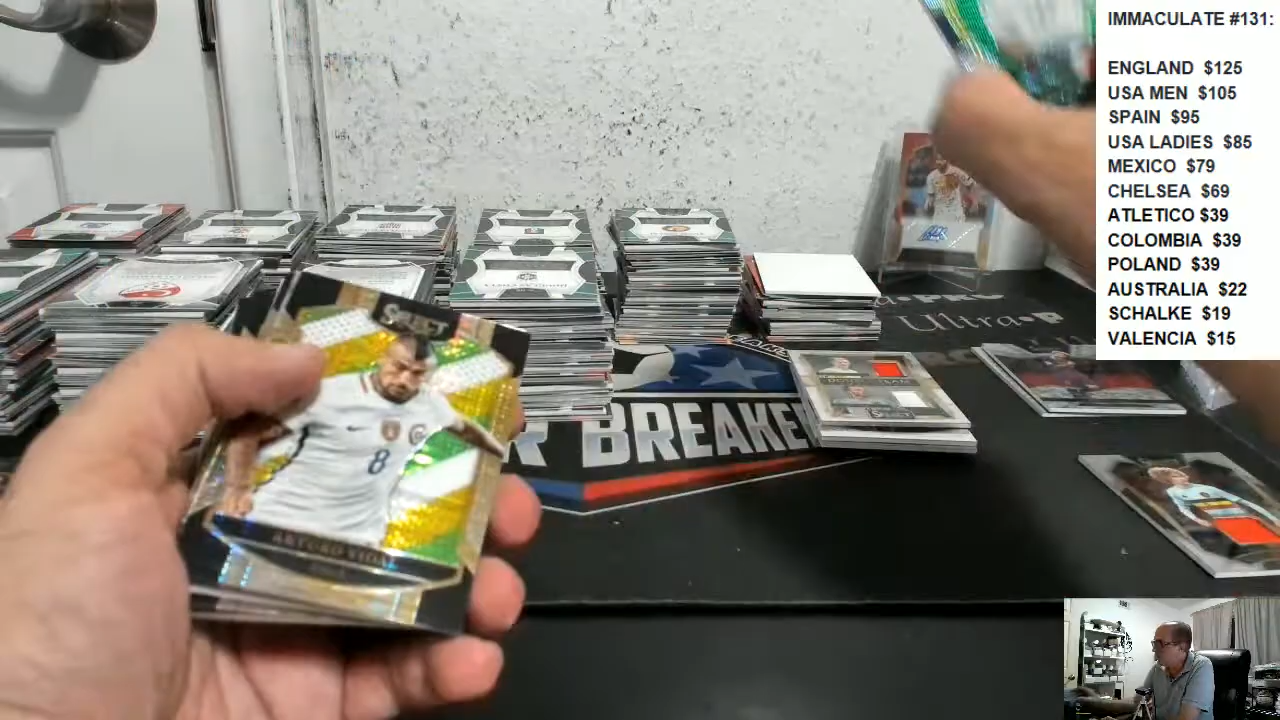 IMMACULATE #131:
ENGLAND $125
USA MEN $105
SPAIN $95
USA LADIES $85
MEXICO $79
CHELSEA $69
ATLETICO $39
COLOMBIA $39
POLAND $39
AUSTRALIA $22
SCHALKE $19
VALENCIA $15
SELECT
8
ARTURO VIDAL
BREAKE
Ultra•P